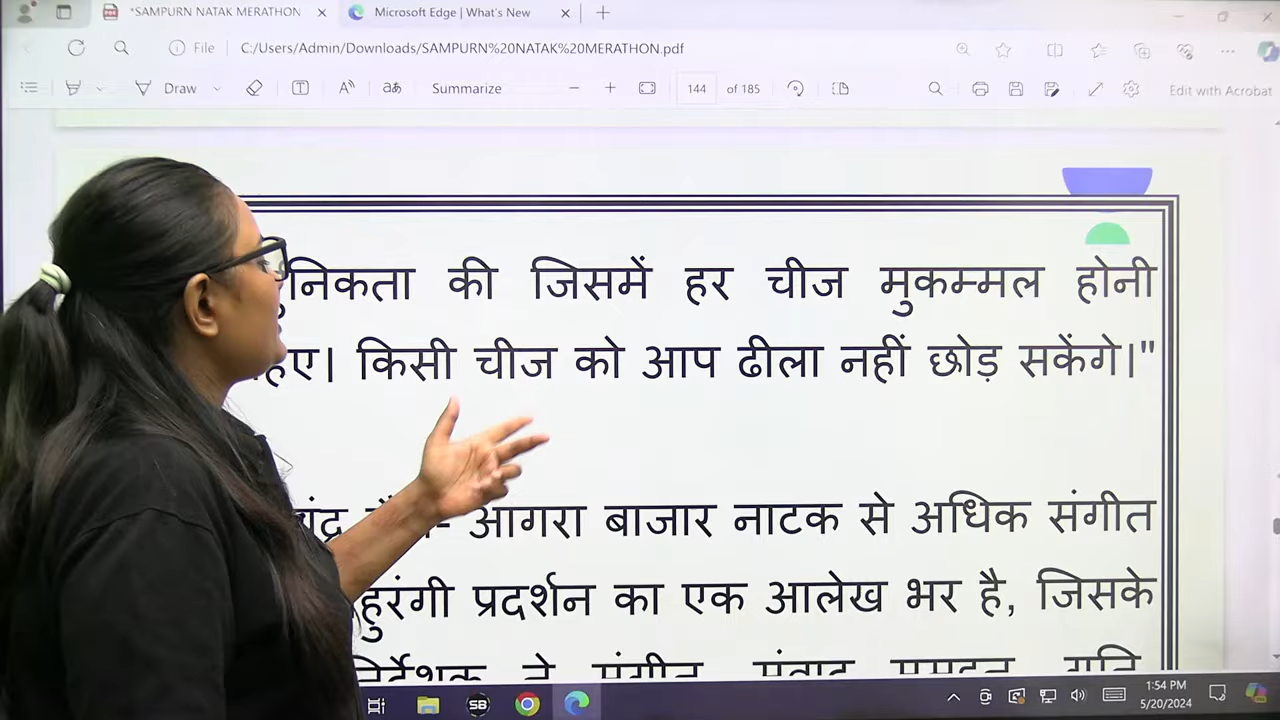 *SAMPURN NATAK MERATHON
Microsoft Edge | What's New
File
C:/Users/Admin/Downloads/SAMPURN%20NATAK%20MERATHON.pdf
Draw
Summarize
144 of 185
Edit with Acrobat
की जिसमें हर चीज मुकम्मल होनी
किसी चीज को आप ढीला नहीं छोड़ सकेंगे।"
आगरा बाजार नाटक से अधिक संगीत
प्रदर्शन का एक आलेख भर है, जिसके
ने संगीत, संवाद
1:54 PM
5/20/2024